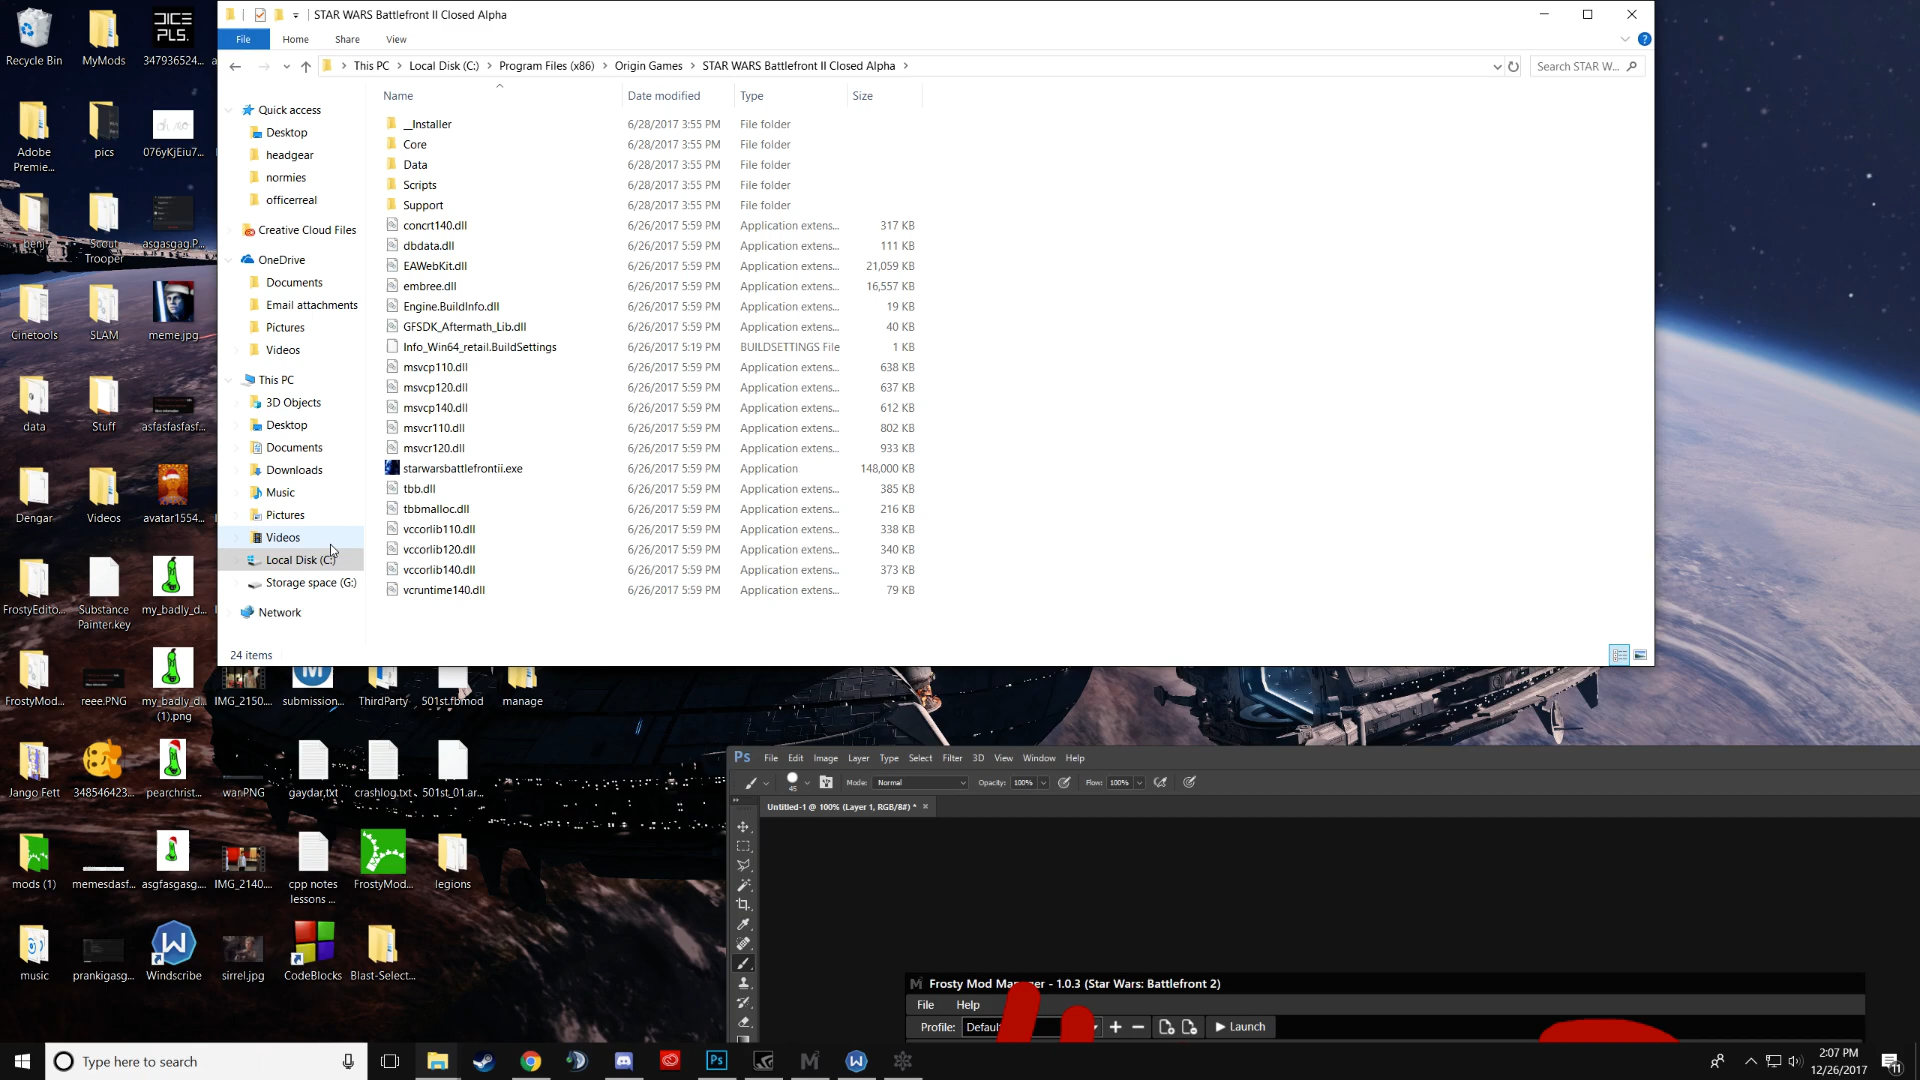 STAR WARS Battlefront II Closed Alpha
File Home Share View
This PC Local Disk (C:) Program Files (x86) Origin Games STAR WARS Battlefront II Closed Alpha
Search STAR W...
Name Date modified Type Size
__Installer 6/28/2017 3:55 PM File folder
Core 6/28/2017 3:55 PM File folder
Data 6/28/2017 3:55 PM File folder
Scripts 6/28/2017 3:55 PM File folder
Support 6/28/2017 3:55 PM File folder
concrt140.dll 6/26/2017 5:59 PM Application extens... 317 KB
dbdata.dll 6/26/2017 5:59 PM Application extens... 111 KB
EAWebKit.dll 6/26/2017 5:59 PM Application extens... 21,059 KB
embree.dll 6/26/2017 5:59 PM Application extens... 16,557 KB
Engine.BuildInfo.dll 6/26/2017 5:59 PM Application extens... 19 KB
GFSDK_Aftermath_Lib.dll 6/26/2017 5:59 PM Application extens... 40 KB
Info_Win64_retail.BuildSettings 6/26/2017 5:19 PM BUILDSETTINGS File 1 KB
msvcp110.dll 6/26/2017 5:59 PM Application extens... 638 KB
msvcp120.dll 6/26/2017 5:59 PM Application extens... 637 KB
msvcp140.dll 6/26/2017 5:59 PM Application extens... 612 KB
msvcr110.dll 6/26/2017 5:59 PM Application extens... 802 KB
msvcr120.dll 6/26/2017 5:59 PM Application extens... 933 KB
starwarsbattlefrontii.exe 6/26/2017 5:59 PM Application 148,000 KB
tbb.dll 6/26/2017 5:59 PM Application extens... 385 KB
tbbmalloc.dll 6/26/2017 5:59 PM Application extens... 216 KB
vccorlib110.dll 6/26/2017 5:59 PM Application extens... 338 KB
vccorlib120.dll 6/26/2017 5:59 PM Application extens... 340 KB
vccorlib140.dll 6/26/2017 5:59 PM Application extens... 373 KB
vcruntime140.dll 6/26/2017 5:59 PM Application extens... 79 KB
Quick access
Desktop
headgear
normies
officerreal
Creative Cloud Files
OneDrive
Documents
Email attachments
Pictures
Videos
This PC
3D Objects
Desktop
Documents
Downloads
Music
Pictures
Videos
Local Disk (C:)
Storage space (G:)
Network
24 items
DICE
PLS.
Recycle Bin MyMods 347936524...
Adobe
Premie... pics 076yKjEiu7...
benj Scout
Trooper asgasgag.P...
Cinetools SLAM meme.jpg
data Stuff asfasfasfasf...
Dengar Videos avatar1554...
FrostyEdito... Substance
Painter.key my_badly_d...
FrostyMod... reee.PNG my_badly_d...
(1).png IMG_2150.... submission... ThirdParty 501st.fbmod manage
Jango Fett 348546423... pearchrist... warPNG gaydar.txt crashlog.txt 501st_01.ar...
mods (1) memesdasf... asgfasgasg.... IMG_2140.... cpp notes
lessons ... FrostyMod... legions
music prankigasg... Windscribe sirrel.jpg CodeBlocks Blast-Select...
Ps File Edit Image Layer Type Select Filter 3D View Window Help
45 Mode: Normal Opacity: 100% Flow: 100%
Untitled-1 @ 100% (Layer 1, RGB/8#) *
Frosty Mod Manager - 1.0.3 (Star Wars: Battlefront 2)
File Help
Profile: Default Launch
Type here to search
Ps
2:07 PM
12/26/2017
11